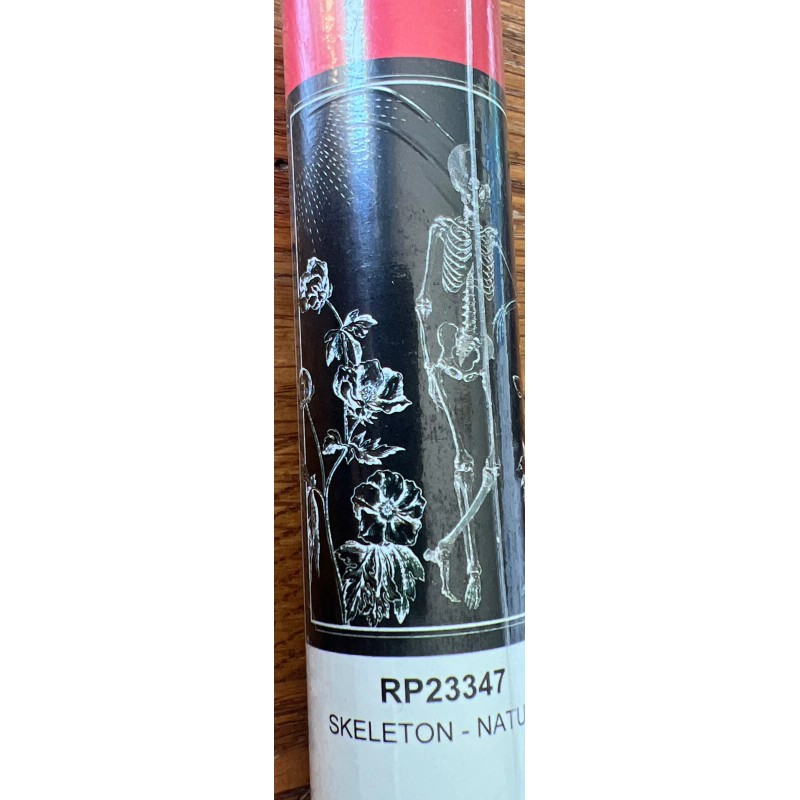 RP23347
SKELETON - NATU